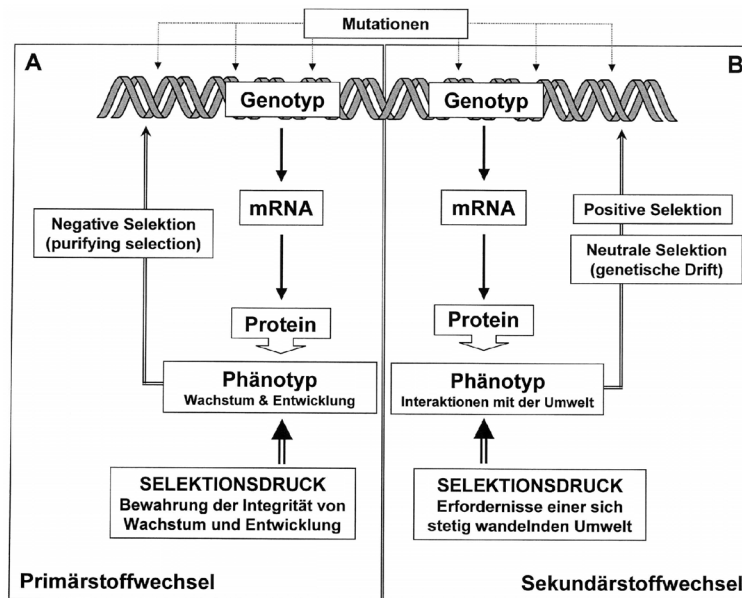 Mutationen
A
Genotyp
mRNA
Negative Selektion
(purifying selection)
Protein
Phänotyp
Wachstum & Entwicklung
SELEKTIONSDRUCK
Bewahrung der Integrität von
Wachstum und Entwicklung
Primärstoffwechsel
B
Genotyp
mRNA
Positive Selektion
Neutrale Selektion
(genetische Drift)
Protein
Phänotyp
Interaktionen mit der Umwelt
SELEKTIONSDRUCK
Erfordernisse einer sich
stetig wandelnden Umwelt
Sekundärstoffwechsel